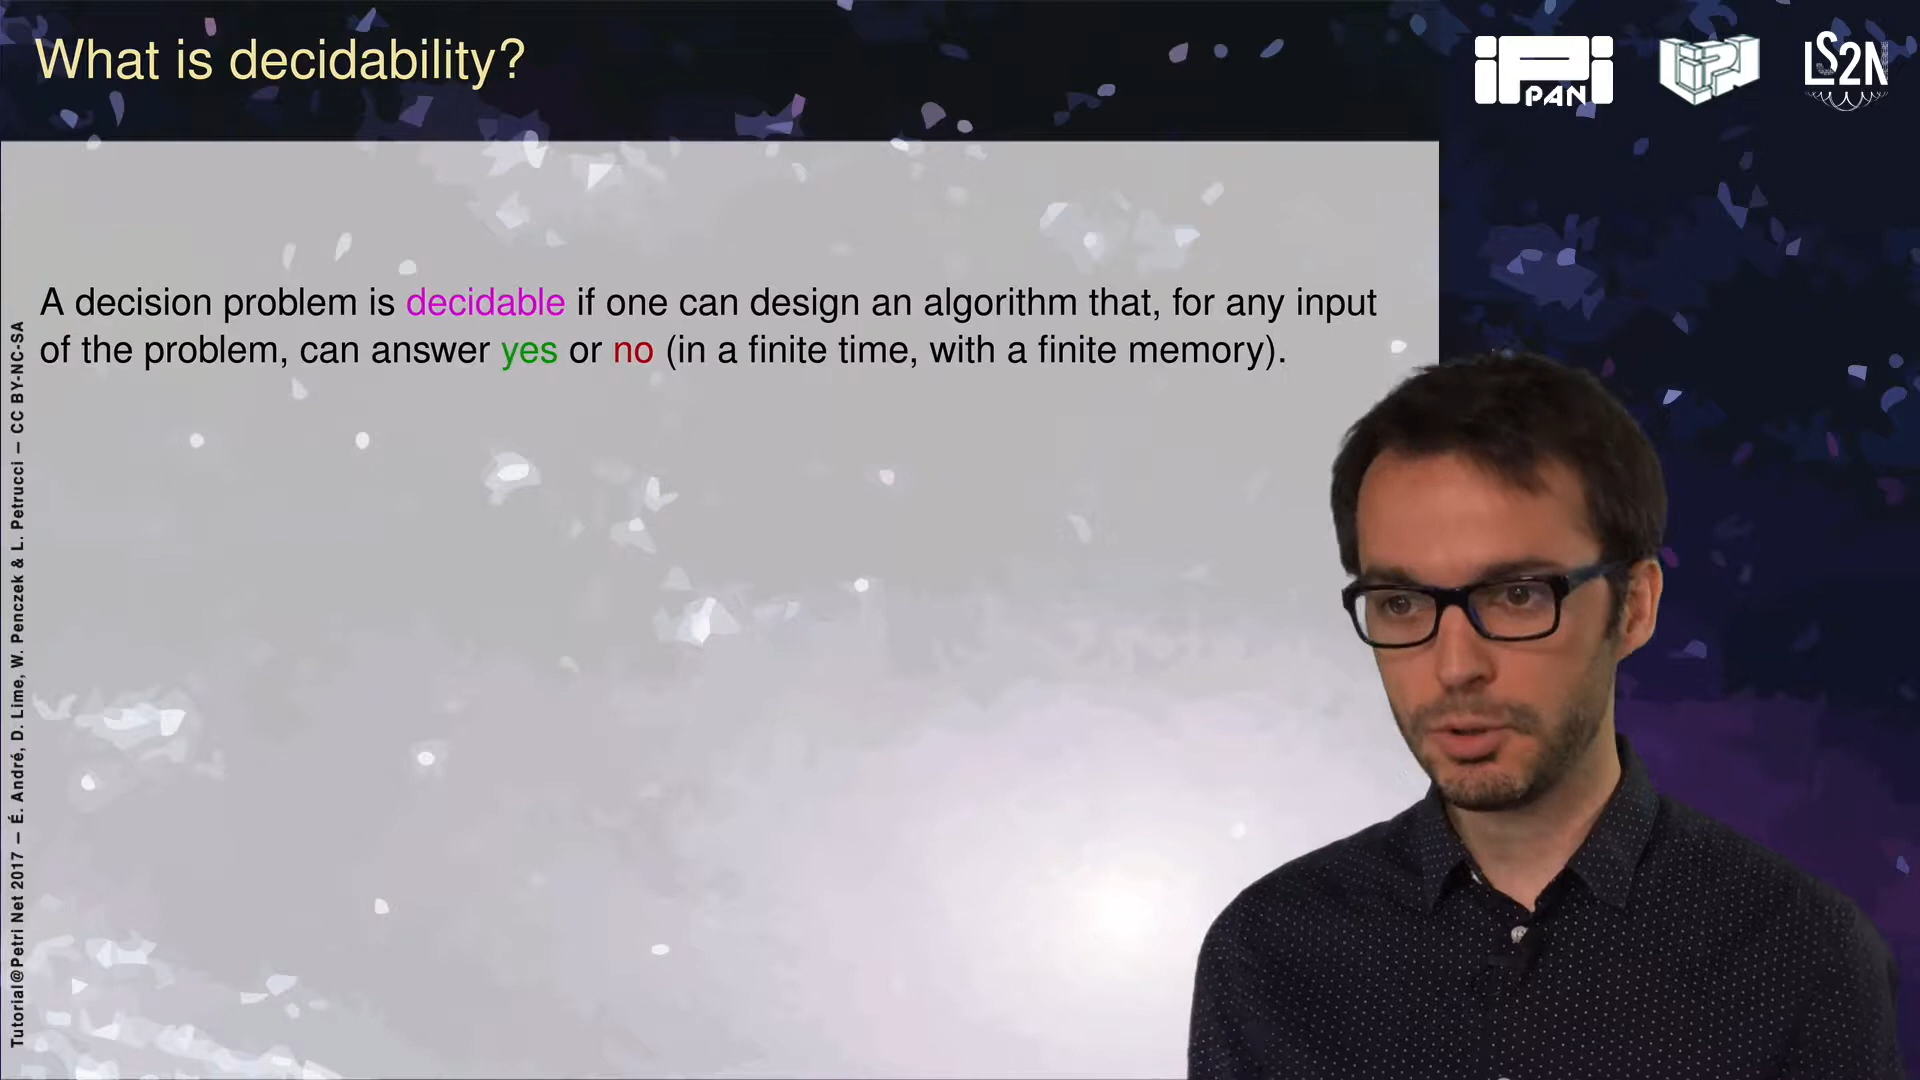 What is decidability?
iPi
PAN
LIPN
LS2N
A decision problem is decidable if one can design an algorithm that, for any input
of the problem, can answer yes or no (in a finite time, with a finite memory).
Tutorial@Petri Net 2017 – É. André, D. Lime, W. Penczek & L. Petrucci – CC BY-NC-SA